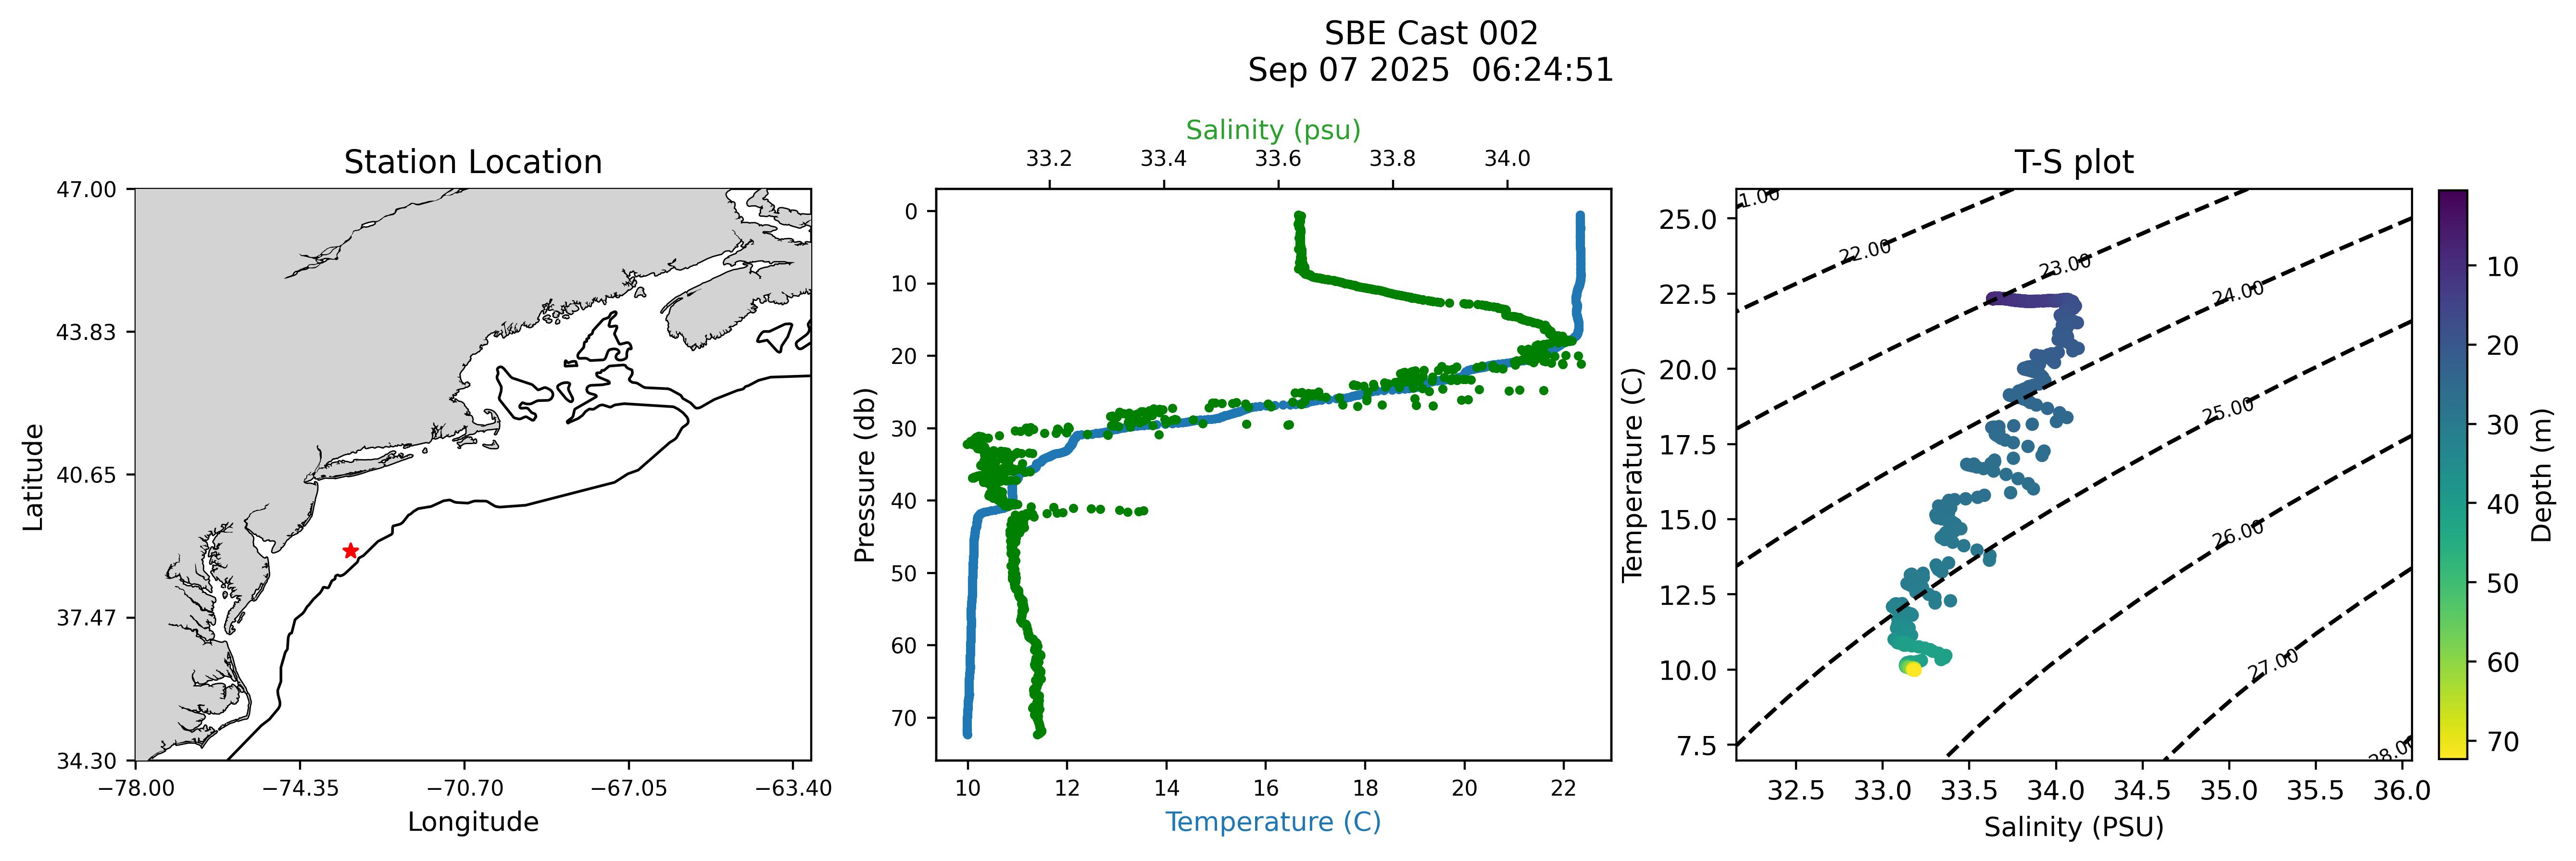 SBE Cast 002
Sep 07 2025  06:24:51
Station Location
47.00
43.83
40.65
37.47
34.30
Latitude
−78.00 −74.35 −70.70 −67.05 −63.40
Longitude
Salinity (psu)
33.2 33.4 33.6 33.8 34.0
0
10
20
30
40
50
60
70
Pressure (db)
10 12 14 16 18 20 22
Temperature (C)
T-S plot
25.0
22.5
20.0
17.5
15.0
12.5
10.0
7.5
Temperature (C)
1.00
22.00
23.00
24.00
25.00
26.00
27.00
28.0
32.5 33.0 33.5 34.0 34.5 35.0 35.5 36.0
Salinity (PSU)
10
20
30
40
50
60
70
Depth (m)